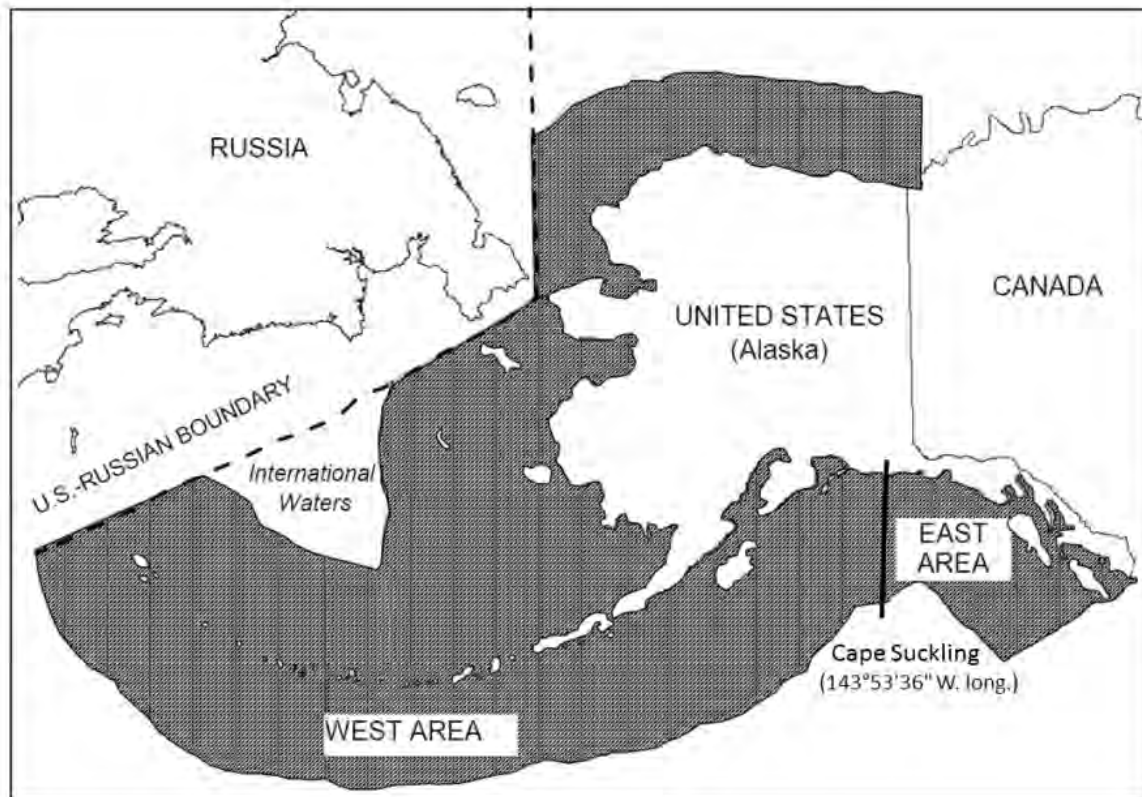 RUSSIA
CANADA
UNITED STATES
(Alaska)
U.S.-RUSSIAN BOUNDARY
International
Waters
EAST
AREA
Cape Suckling
(143°53'36" W. long.)
WEST AREA